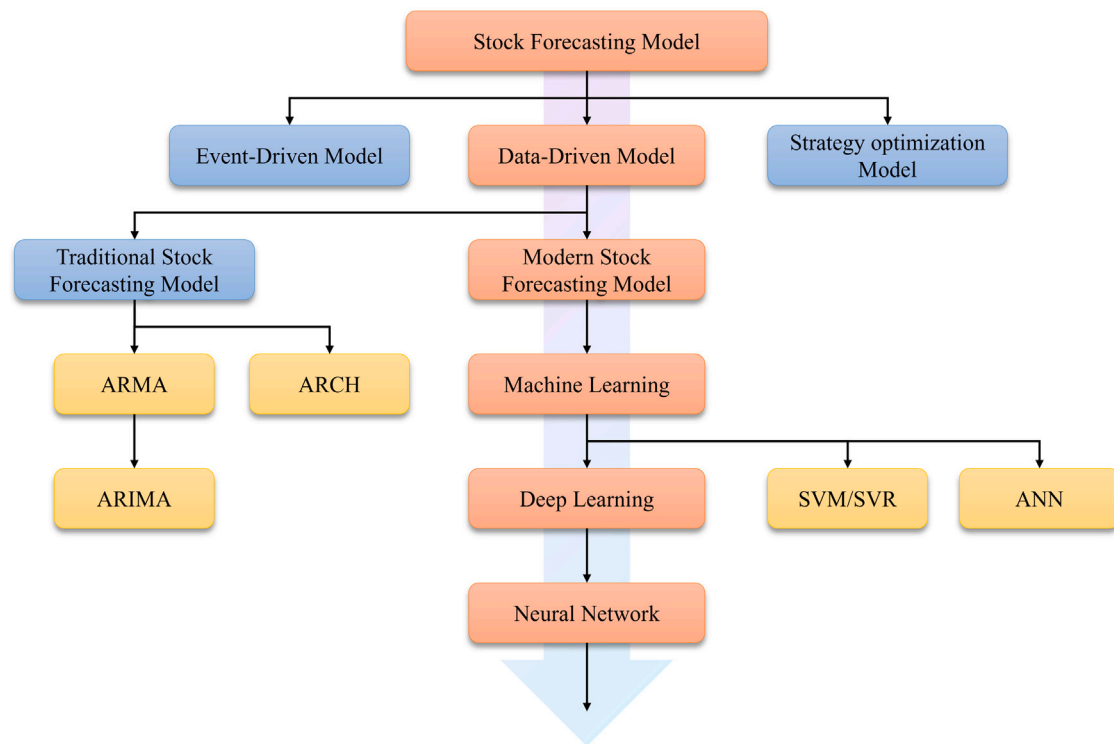 Stock Forecasting Model
Event-Driven Model
Data-Driven Model
Strategy optimization
Model
Traditional Stock
Forecasting Model
Modern Stock
Forecasting Model
ARMA
ARCH
Machine Learning
ARIMA
Deep Learning
SVM/SVR
ANN
Neural Network